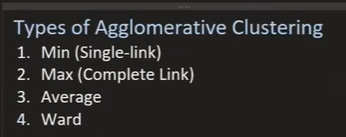 Types of Agglomerative Clustering
1. Min (Single-link)
2. Max (Complete Link)
3. Average
4. Ward